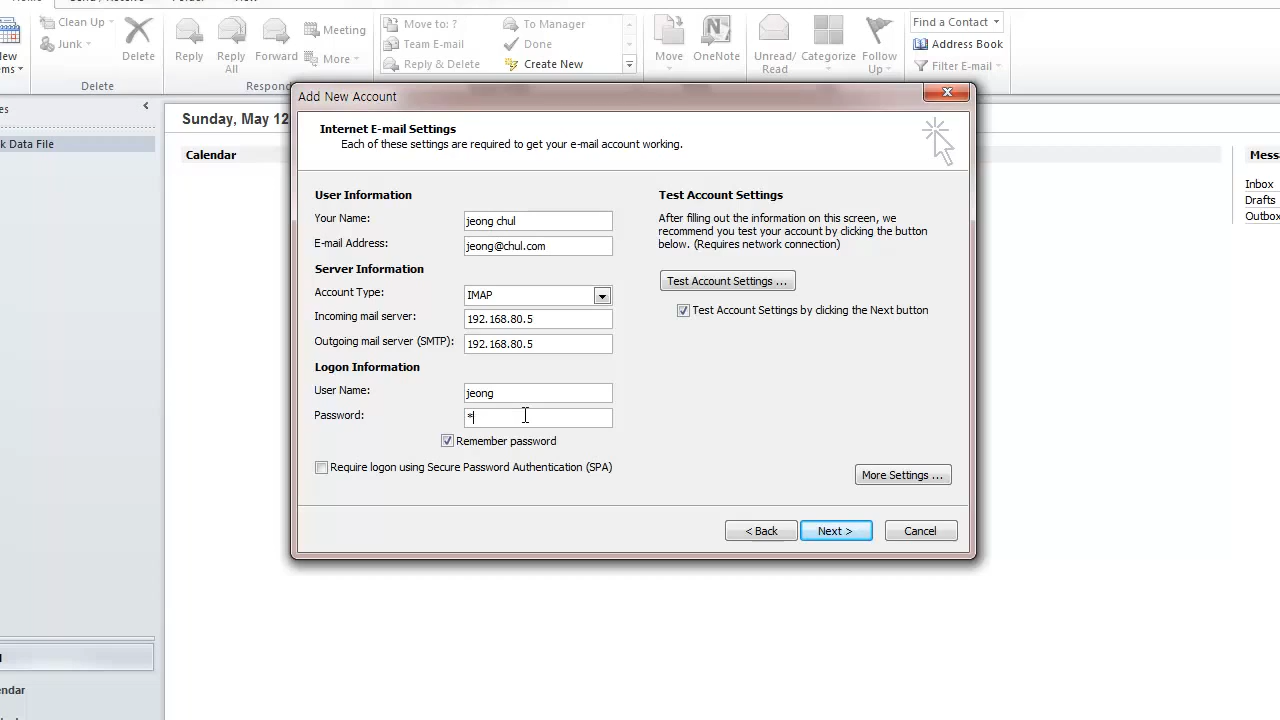 Clean Up
Junk
Delete
Reply
Reply All
Forward
Meeting
More
Move to: ?
Team E-mail
Reply & Delete
To Manager
Done
Create New
Move
OneNote
Unread/ Read
Categorize
Follow Up
Find a Contact
Address Book
Filter E-mail
Delete
Respond
Add New Account
Sunday, May 12
k Data File
Calendar
Internet E-mail Settings
Each of these settings are required to get your e-mail account working.
User Information
Your Name: jeong chul
E-mail Address: jeong@chul.com
Server Information
Account Type: IMAP
Incoming mail server: 192.168.80.5
Outgoing mail server (SMTP): 192.168.80.5
Logon Information
User Name: jeong
Password: *
Remember password
Require logon using Secure Password Authentication (SPA)
Test Account Settings
After filling out the information on this screen, we
recommend you test your account by clicking the button
below. (Requires network connection)
Test Account Settings ...
Test Account Settings by clicking the Next button
More Settings ...
< Back
Next >
Cancel
Mess
Inbox
Drafts
Outbox
endar